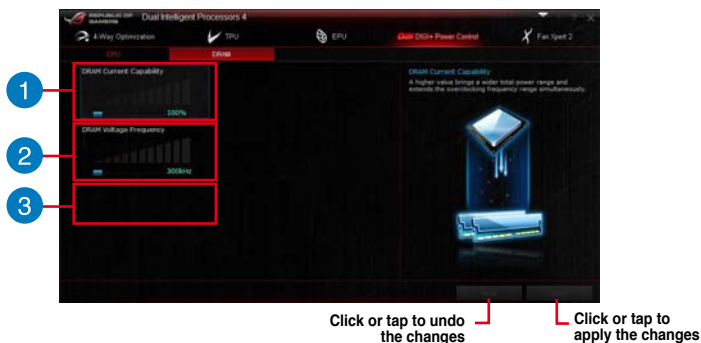 REPUBLIC OF GAMERS
Dual Intelligent Processors 4
4-Way Optimization
TPU
EPU
DIGI+ Power Control
Fan Xpert 2
CPU
DRAM
DRAM Current Capability
100%
DRAM Voltage Frequency
300kHz
DRAM Current Capability
A higher value brings a wider total power range and
extends the overclocking frequency range simultaneously.
1
2
3
Click or tap to undo
the changes
Click or tap to
apply the changes